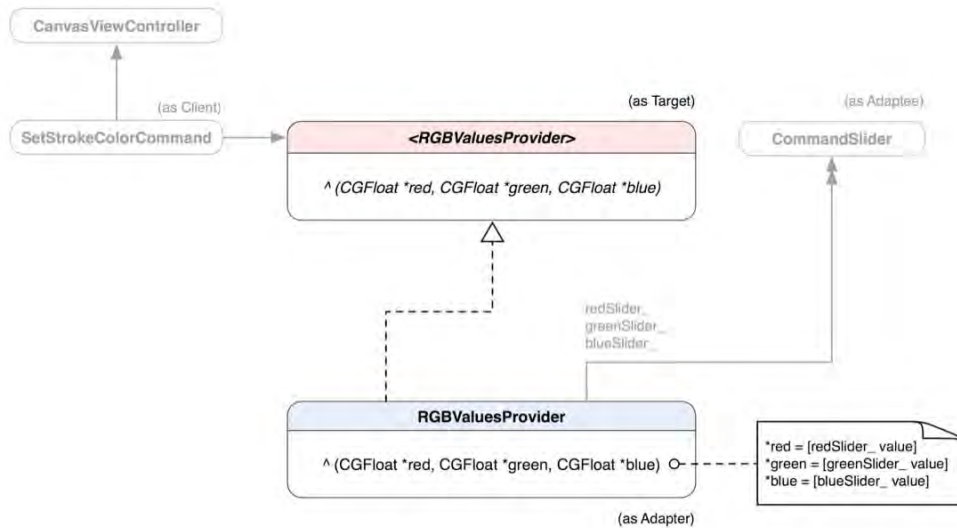 CanvasViewController
(as Client)
SetStrokeColorCommand
(as Target)
<RGBValuesProvider>
^ (CGFloat *red, CGFloat *green, CGFloat *blue)
(as Adaptee)
CommandSlider
redSlider_
greenSlider_
blueSlider_
RGBValuesProvider
^ (CGFloat *red, CGFloat *green, CGFloat *blue)
(as Adapter)
*red = [redSlider_ value]
*green = [greenSlider_ value]
*blue = [blueSlider_ value]